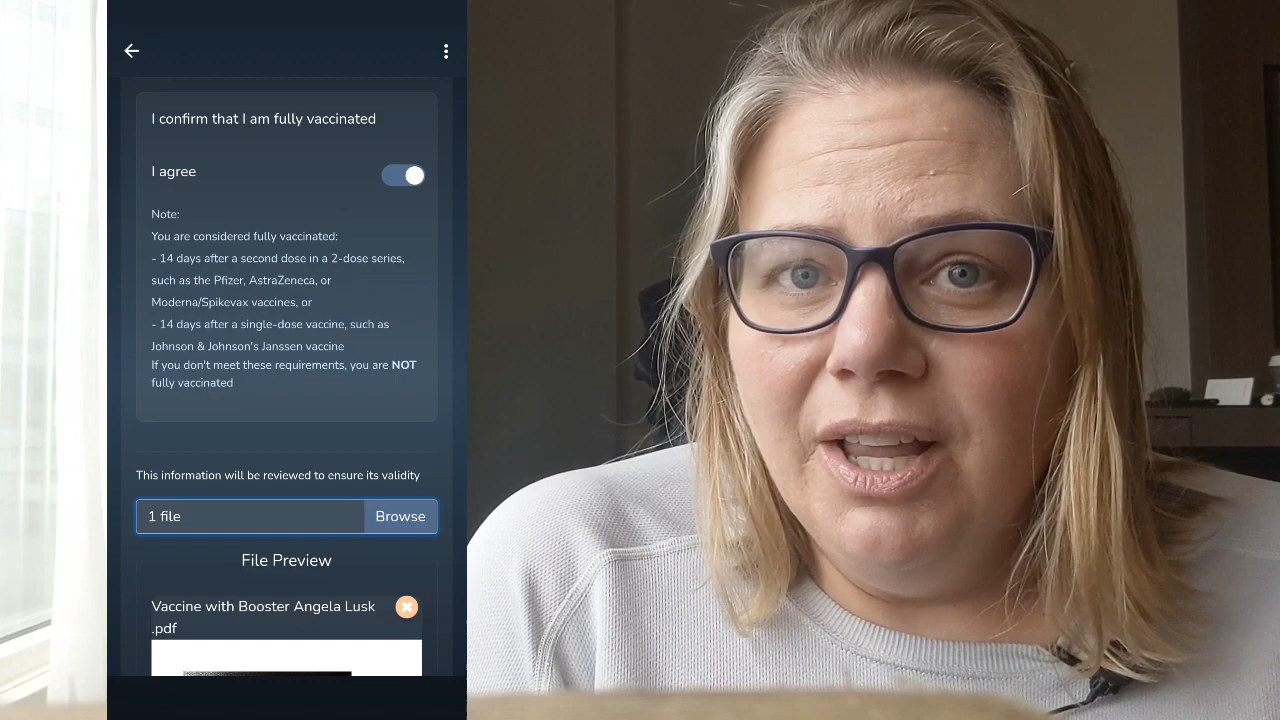 I confirm that I am fully vaccinated
I agree
Note:
You are considered fully vaccinated:
- 14 days after a second dose in a 2-dose series,
such as the Pfizer, AstraZeneca, or
Moderna/Spikevax vaccines, or
- 14 days after a single-dose vaccine, such as
Johnson & Johnson's Janssen vaccine
If you don't meet these requirements, you are NOT
fully vaccinated
This information will be reviewed to ensure its validity
1 file
Browse
File Preview
Vaccine with Booster Angela Lusk
.pdf